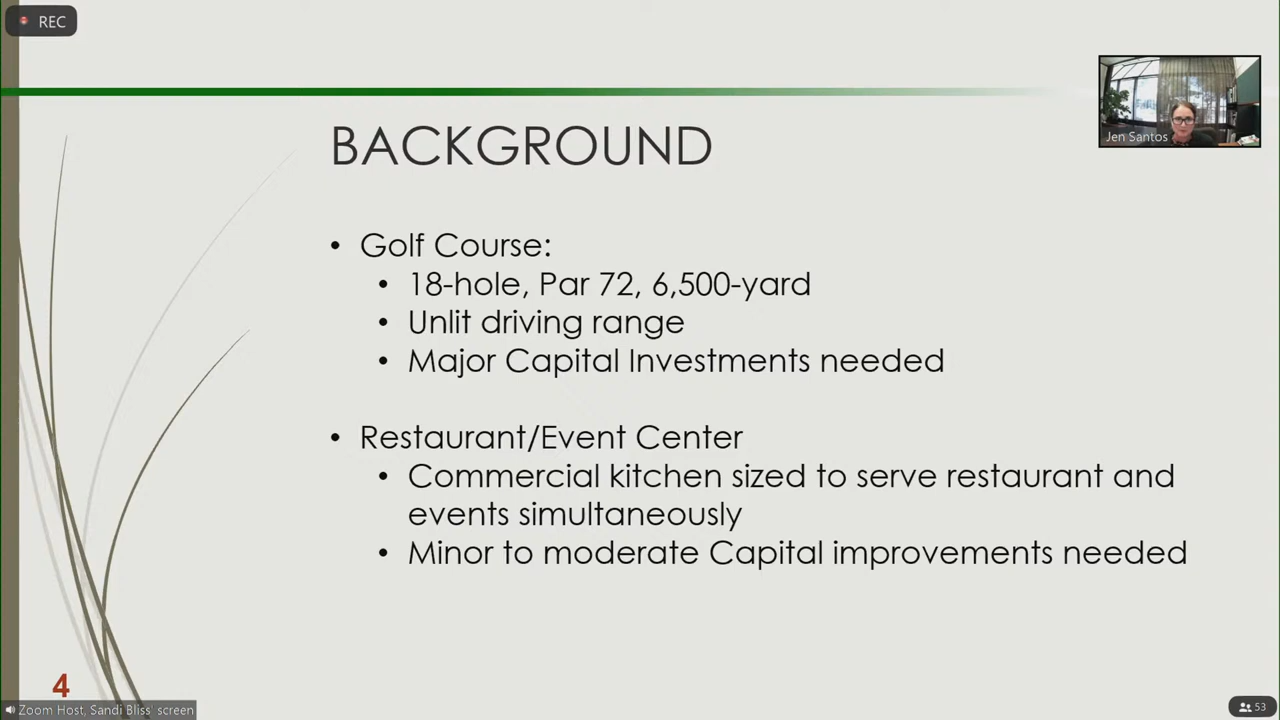 REC
Jen Santos
BACKGROUND
• Golf Course:
• 18-hole, Par 72, 6,500-yard
• Unlit driving range
• Major Capital Investments needed
• Restaurant/Event Center
• Commercial kitchen sized to serve restaurant and
events simultaneously
• Minor to moderate Capital improvements needed
4
Zoom Host, Sandi Bliss' screen
53